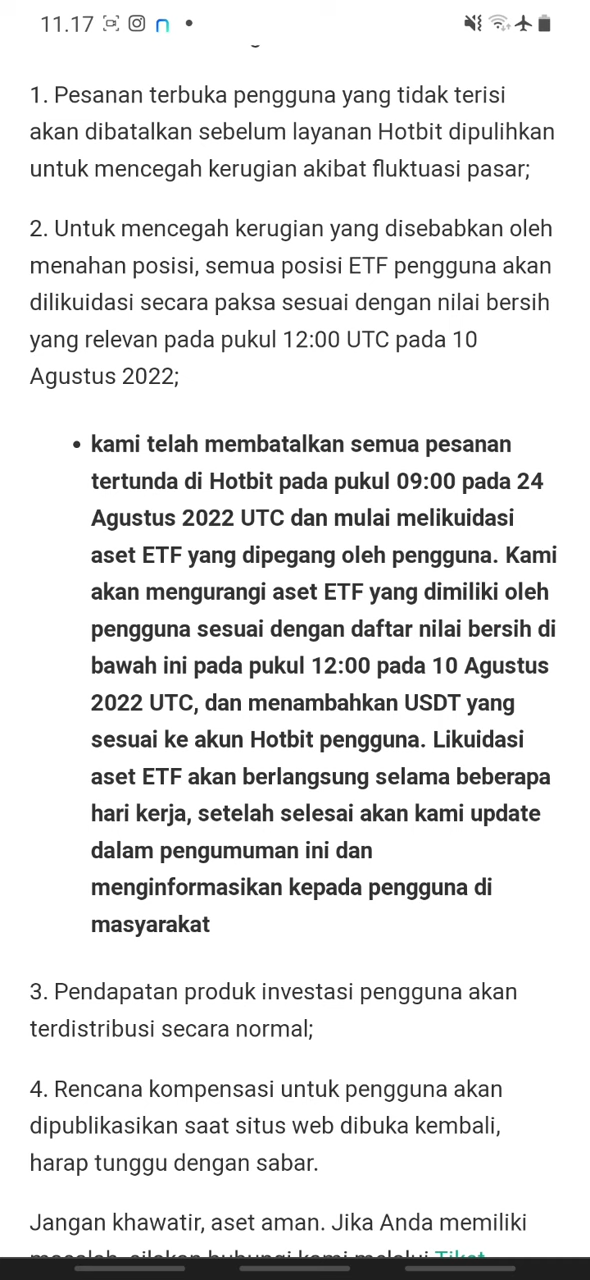 11.17
1. Pesanan terbuka pengguna yang tidak terisi
akan dibatalkan sebelum layanan Hotbit dipulihkan
untuk mencegah kerugian akibat fluktuasi pasar;
2. Untuk mencegah kerugian yang disebabkan oleh
menahan posisi, semua posisi ETF pengguna akan
dilikuidasi secara paksa sesuai dengan nilai bersih
yang relevan pada pukul 12:00 UTC pada 10
Agustus 2022;
• kami telah membatalkan semua pesanan
tertunda di Hotbit pada pukul 09:00 pada 24
Agustus 2022 UTC dan mulai melikuidasi
aset ETF yang dipegang oleh pengguna. Kami
akan mengurangi aset ETF yang dimiliki oleh
pengguna sesuai dengan daftar nilai bersih di
bawah ini pada pukul 12:00 pada 10 Agustus
2022 UTC, dan menambahkan USDT yang
sesuai ke akun Hotbit pengguna. Likuidasi
aset ETF akan berlangsung selama beberapa
hari kerja, setelah selesai akan kami update
dalam pengumuman ini dan
menginformasikan kepada pengguna di
masyarakat
3. Pendapatan produk investasi pengguna akan
terdistribusi secara normal;
4. Rencana kompensasi untuk pengguna akan
dipublikasikan saat situs web dibuka kembali,
harap tunggu dengan sabar.
Jangan khawatir, aset aman. Jika Anda memiliki
masalah, silakan hubungi kami melalui Tiket